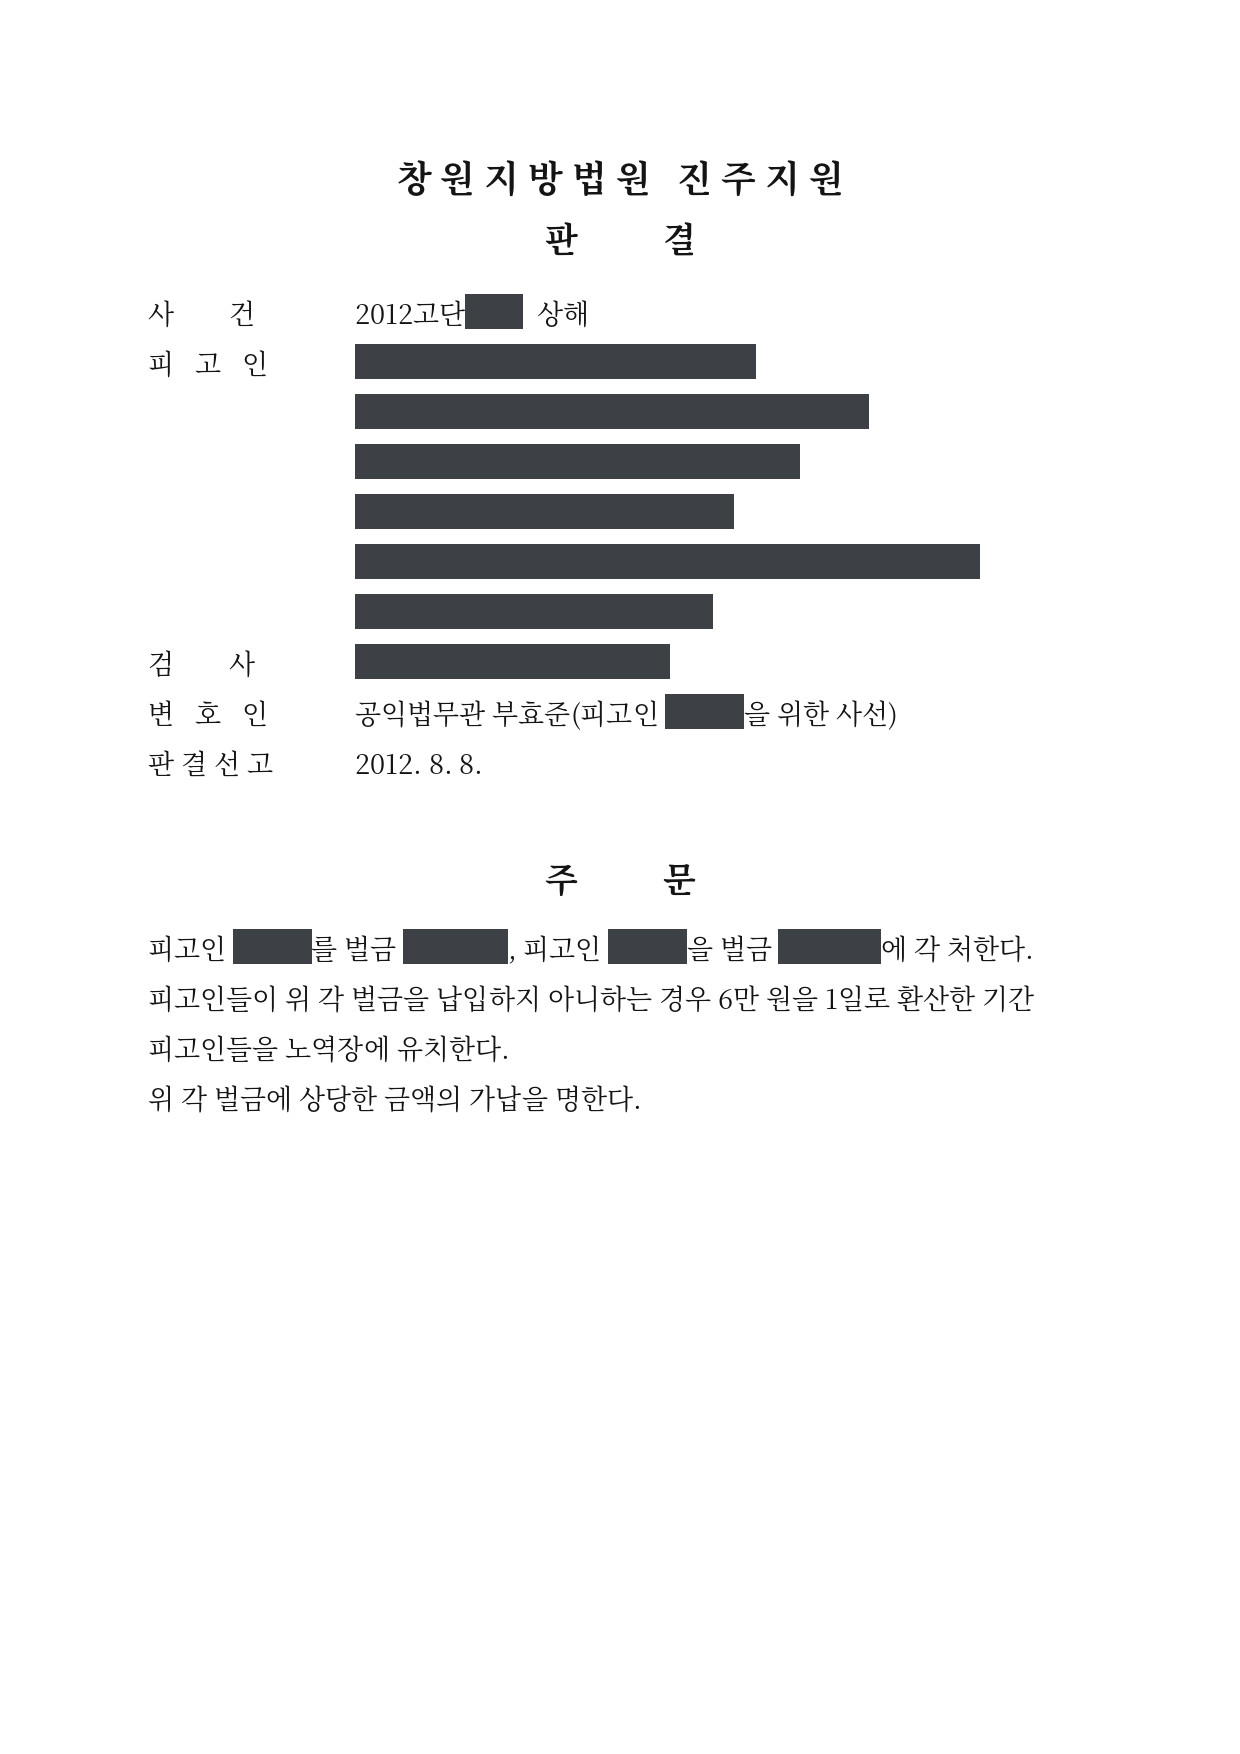 창원지방법원 진주지원
판 결
사 건 2012고단 상해
피 고 인
검 사
변 호 인 공익법무관 부효준(피고인 을 위한 사선)
판결선고 2012. 8. 8.
주 문
피고인 를 벌금 , 피고인 을 벌금 에 각 처한다.
피고인들이 위 각 벌금을 납입하지 아니하는 경우 6만 원을 1일로 환산한 기간
피고인들을 노역장에 유치한다.
위 각 벌금에 상당한 금액의 가납을 명한다.